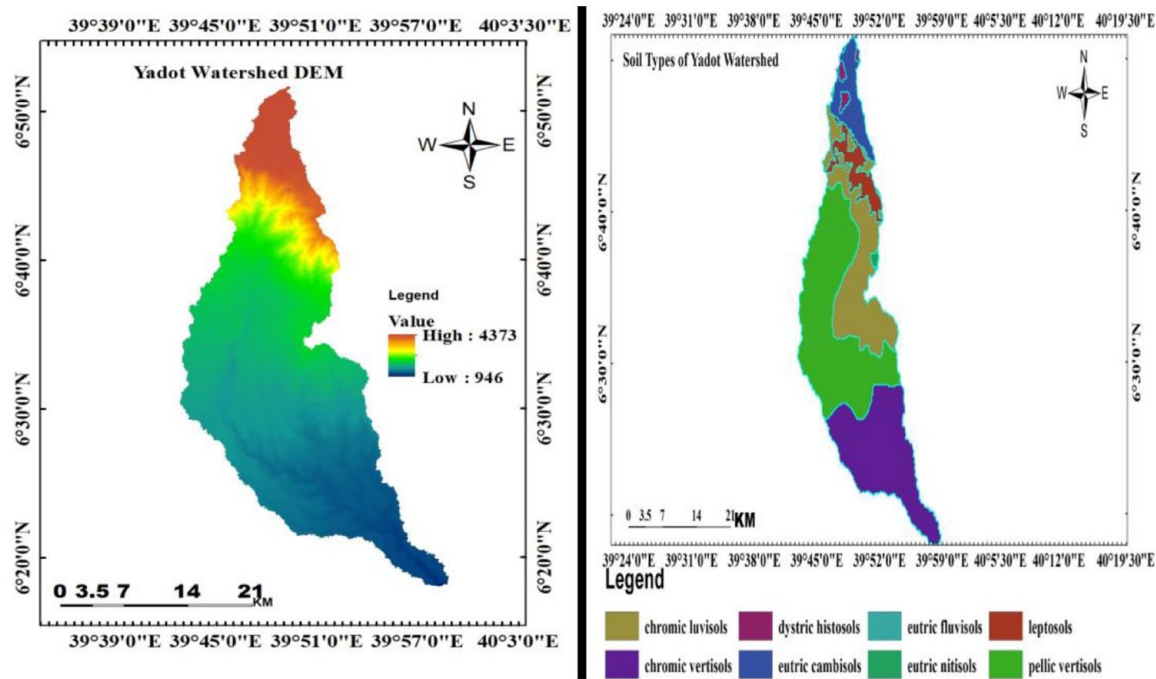 39°39'0"E 39°45'0"E 39°51'0"E 39°57'0"E 40°3'30"E
Yadot Watershed DEM
N
W E
S
6°50'0"N
6°40'0"N
6°30'0"N
6°20'0"N
6°50'0"N
6°40'0"N
6°30'0"N
6°20'0"N
Legend
Value
High : 4373
Low : 946
0 3.5 7 14 21
KM
39°39'0"E 39°45'0"E 39°51'0"E 39°57'0"E 40°3'0"E
39°24'0"E 39°31'0"E 39°38'0"E 39°45'0"E 39°52'0"E 39°59'0"E 40°5'30"E 40°12'0"E 40°19'30"E
Soil Types of Yadot Watershed
N
W E
S
6°40'0"N
6°30'0"N
6°40'0"N
6°30'0"N
0 3.5 7 14 21 KM
39°24'0"E 39°31'0"E 39°38'0"E 39°45'0"E 39°52'0"E 39°59'0"E 40°5'30"E 40°12'0"E 40°19'30"E
Legend
chromic luvisols dystric histosols eutric fluvisols leptosols
chromic vertisols eutric cambisols eutric nitisols pellic vertisols